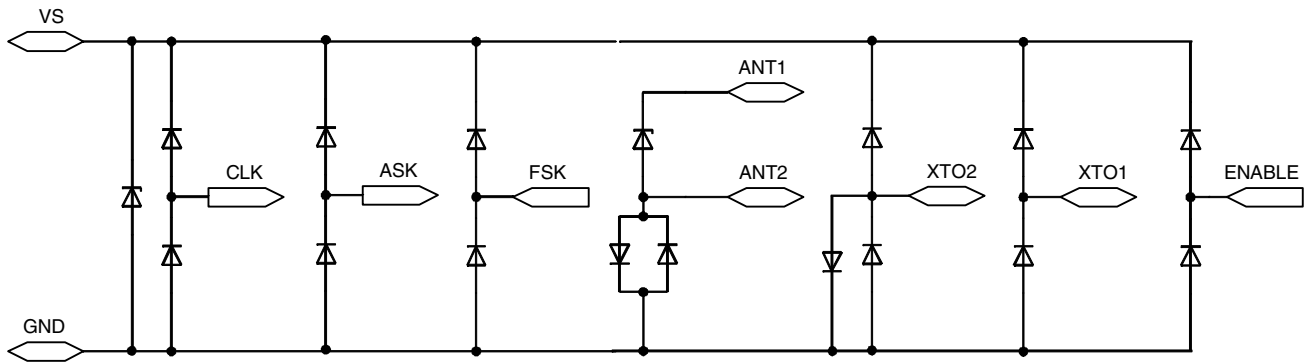 VS
ANT1
CLK
ASK
FSK
ANT2
XTO2
XTO1
ENABLE
GND